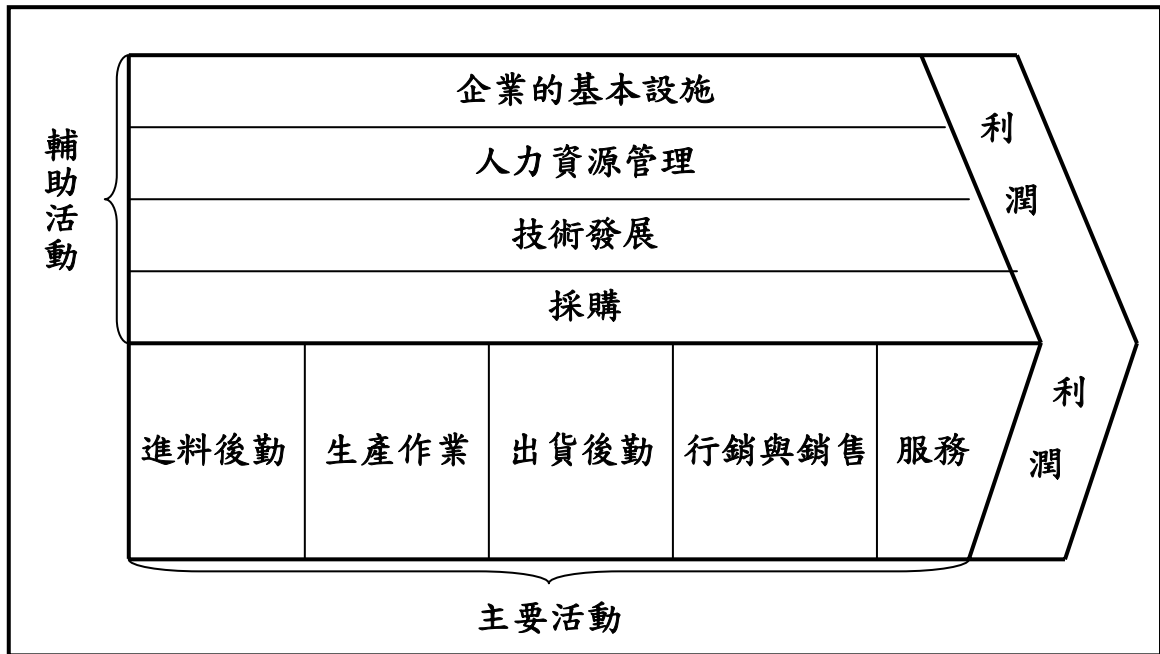 輔助活動
企業的基本設施
人力資源管理
技術發展
採購
利潤
進料後勤
生產作業
出貨後勤
行銷與銷售
服務
利潤
主要活動